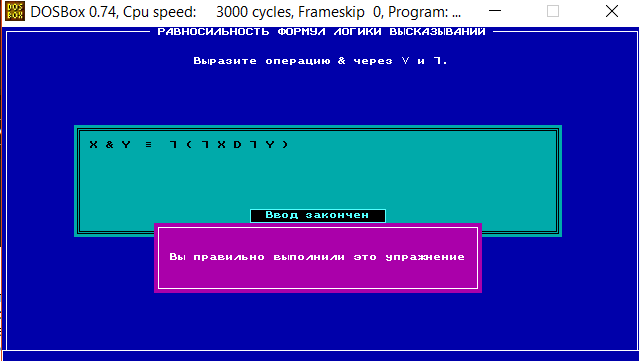 DOSBox 0.74, Cpu speed: 3000 cycles, Frameskip 0, Program: ...
РАВНОСИЛЬНОСТЬ ФОРМУЛ ЛОГИКИ ВЫСКАЗЫВАНИЙ
Выразите операцию & через V и ᒣ.
X & Y ≡ ᒣ ( ᒣ X D ᒣ Y )
Ввод закончен
Вы правильно выполнили это упражнение